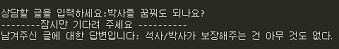 상담할 글을 입력하세요:박사를 꿈꿔도 되나요?
--------잠시만 기다려 주세요 ----------
남겨주신 글에 대한 답변입니다: 석사/박사가 보장해주는 건 아무 것도 없다.